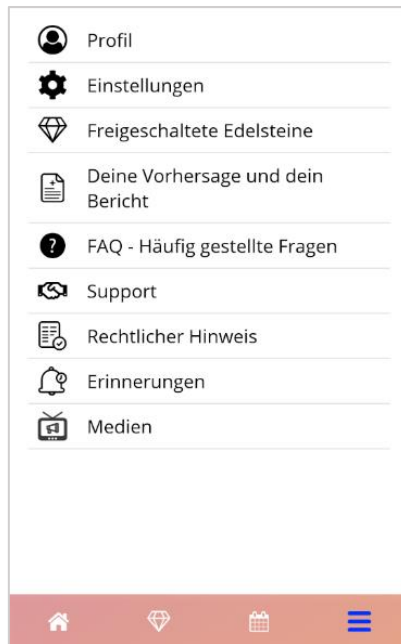 Profil
Einstellungen
Freigeschaltete Edelsteine
Deine Vorhersage und dein
Bericht
FAQ - Häufig gestellte Fragen
Support
Rechtlicher Hinweis
Erinnerungen
Medien